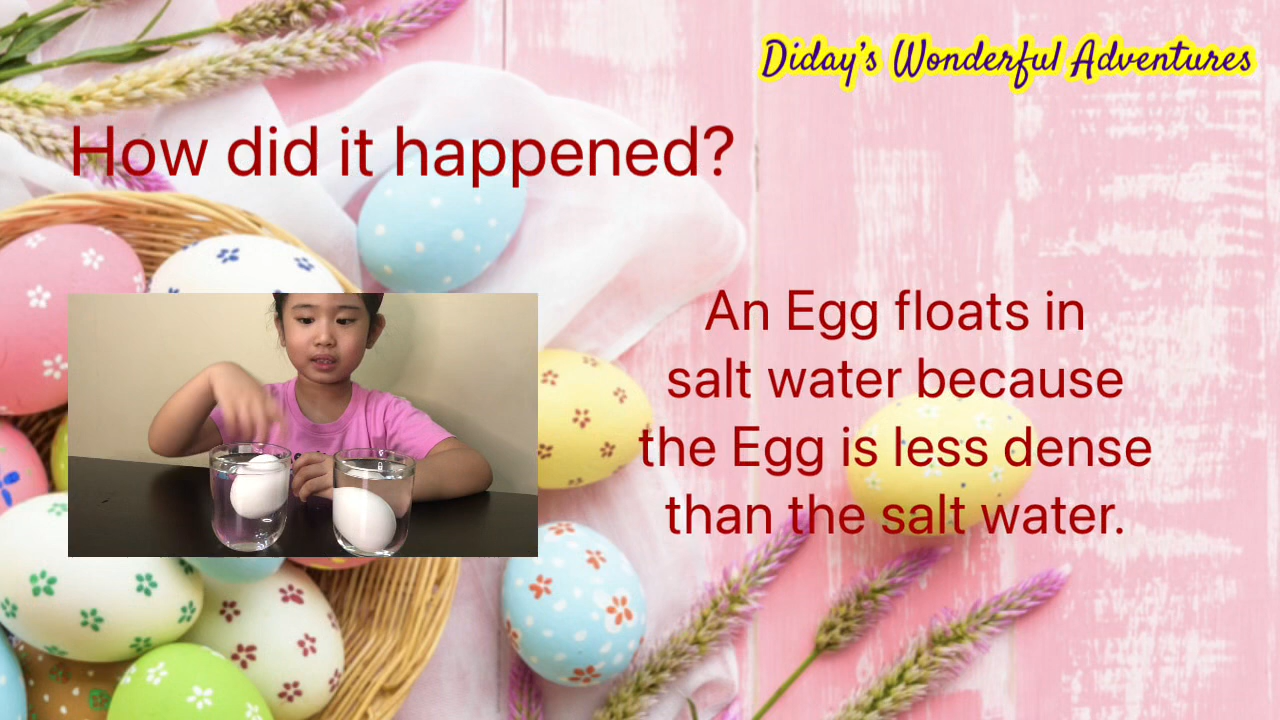 Diday's Wonderful Adventures
How did it happened?
An Egg floats in
salt water because
the Egg is less dense
than the salt water.